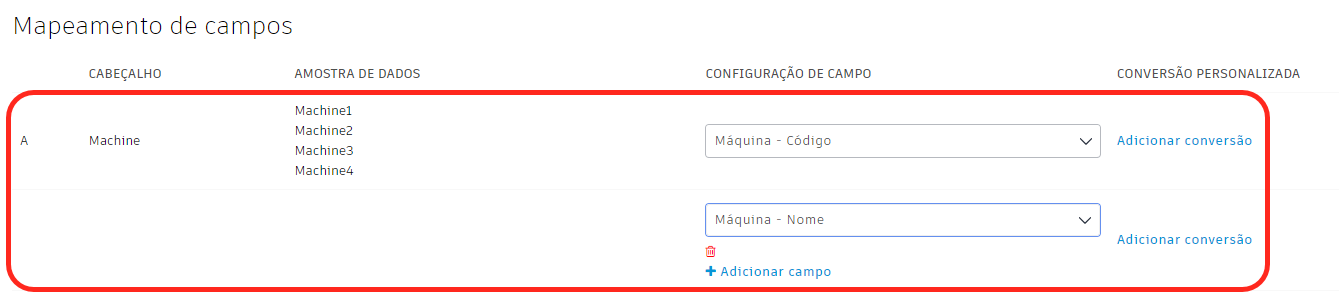 Mapeamento de campos
CABEÇALHO AMOSTRA DE DADOS CONFIGURAÇÃO DE CAMPO CONVERSÃO PERSONALIZADA
Machine1
Machine2
A Machine Máquina - Código Adicionar conversão
Machine3
Machine4
Máquina - Nome
Adicionar conversão
+ Adicionar campo